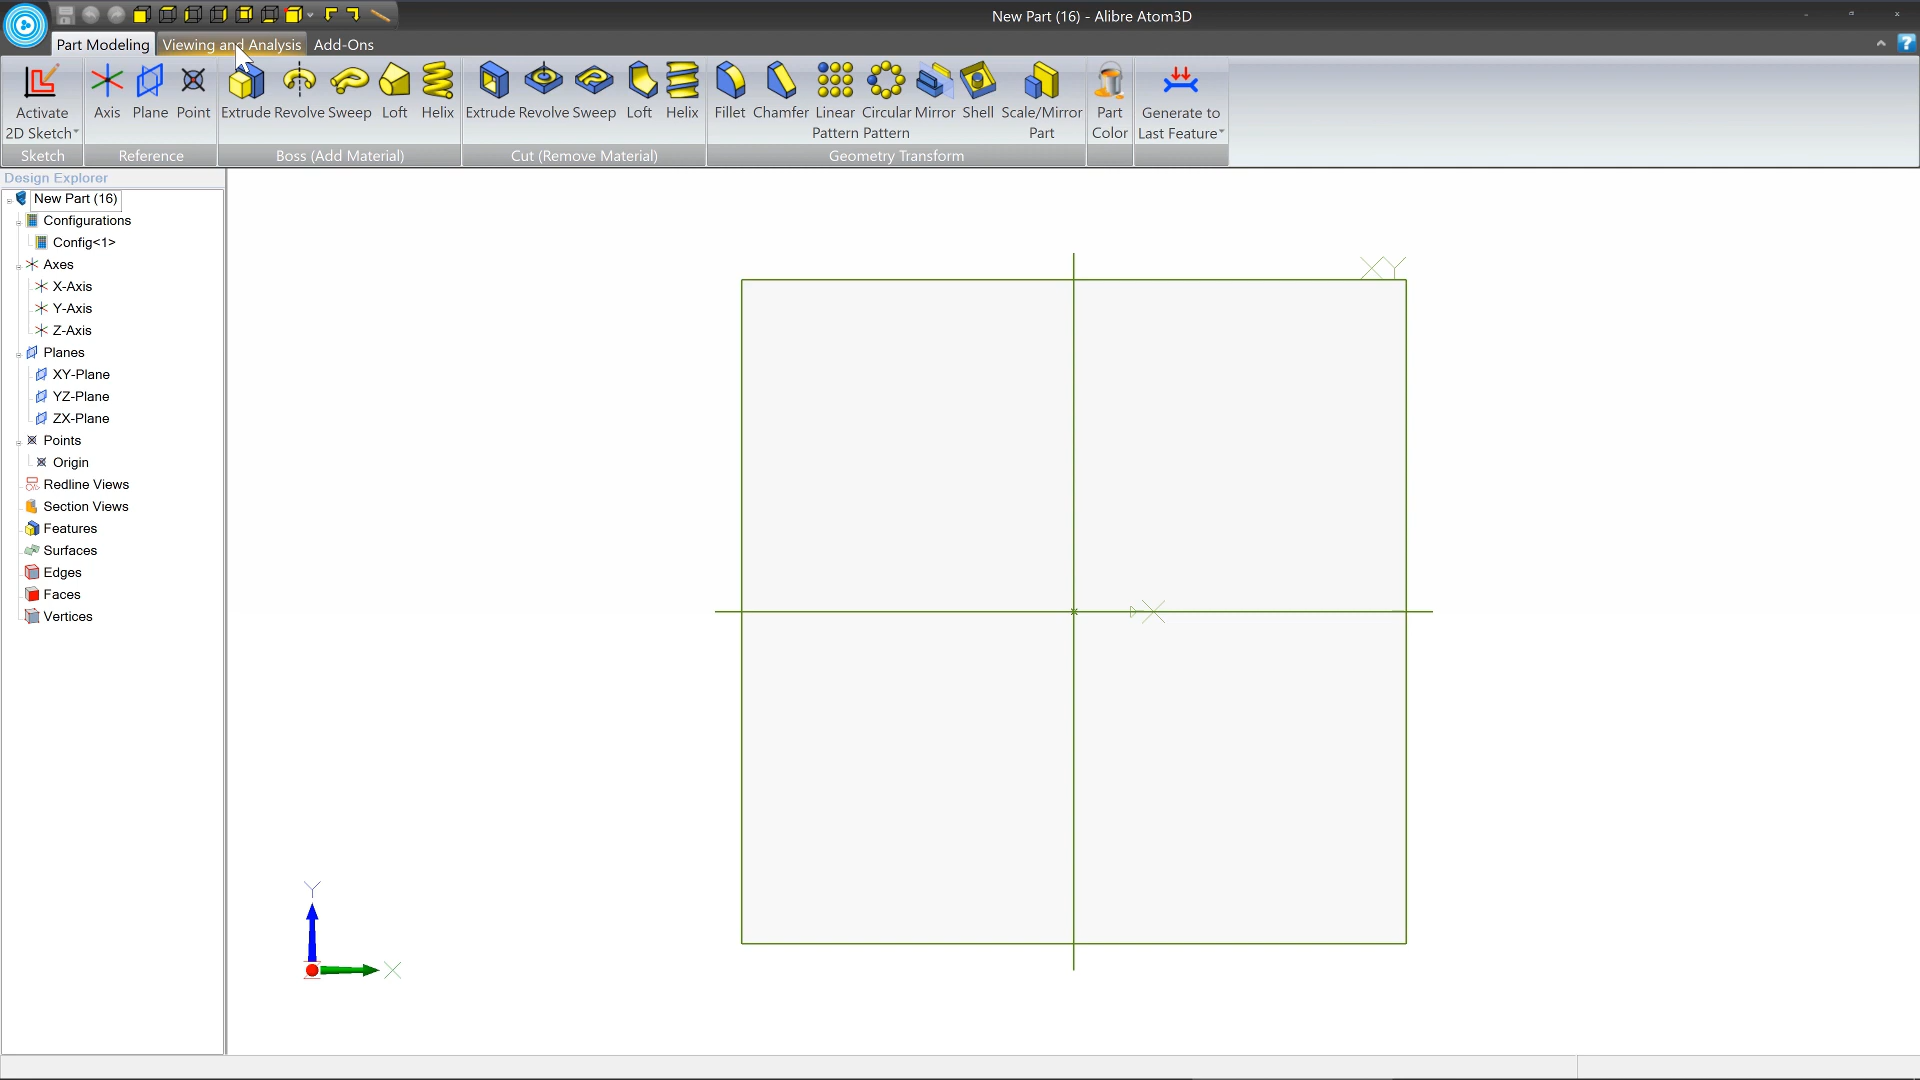 New Part (16) - Alibre Atom3D
Part Modeling Viewing and Analysis Add-Ons
Activate
2D Sketch
Axis Plane Point
Extrude Revolve Sweep Loft Helix
Extrude Revolve Sweep Loft Helix
Fillet Chamfer Linear Pattern Circular Pattern Mirror Shell Scale/Mirror Part
Part
Color
Generate to
Last Feature
Sketch Reference Boss (Add Material) Cut (Remove Material) Geometry Transform
Design Explorer
New Part (16)
Configurations
Config<1>
Axes
X-Axis
Y-Axis
Z-Axis
Planes
XY-Plane
YZ-Plane
ZX-Plane
Points
Origin
Redline Views
Section Views
Features
Surfaces
Edges
Faces
Vertices
XY
X
Y
X